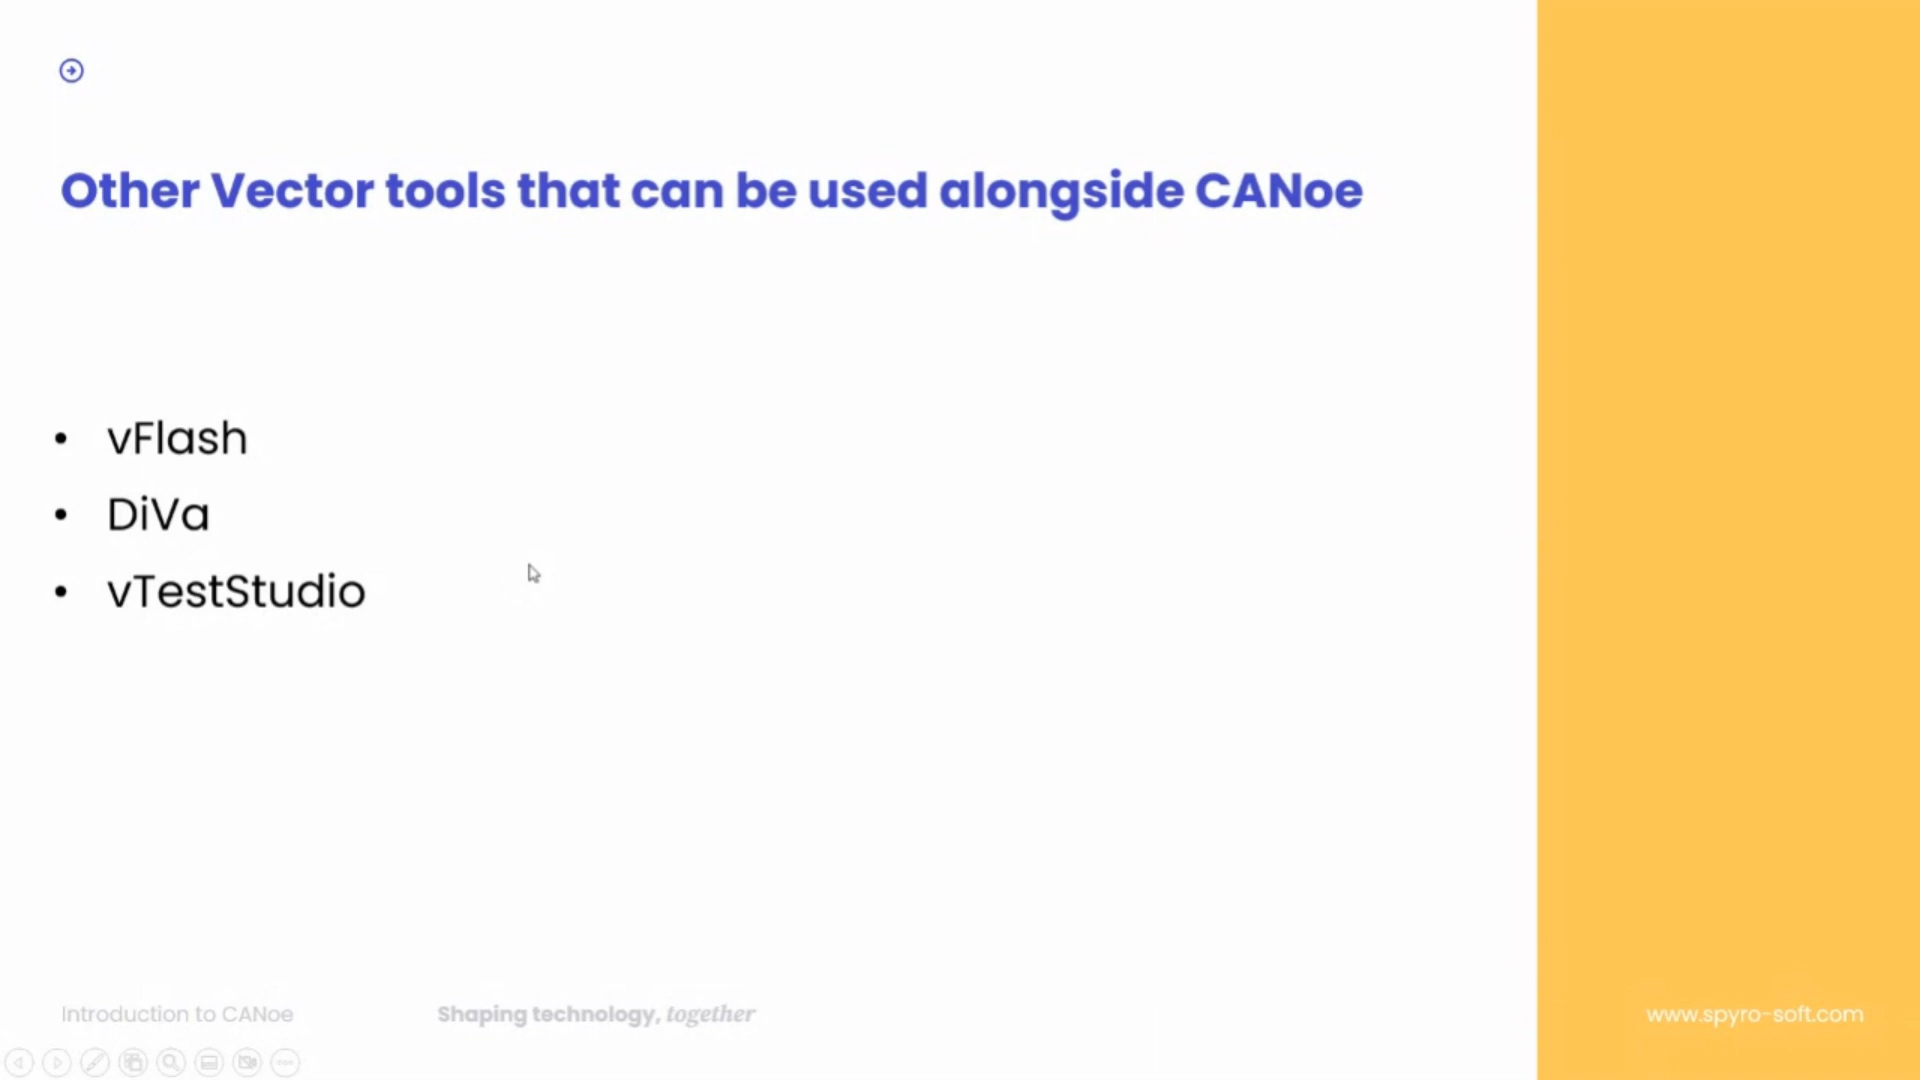 Other Vector tools that can be used alongside CANoe
• vFlash
• DiVa
• vTestStudio
Introduction to CANoe
Shaping technology, together
www.spyro-soft.com